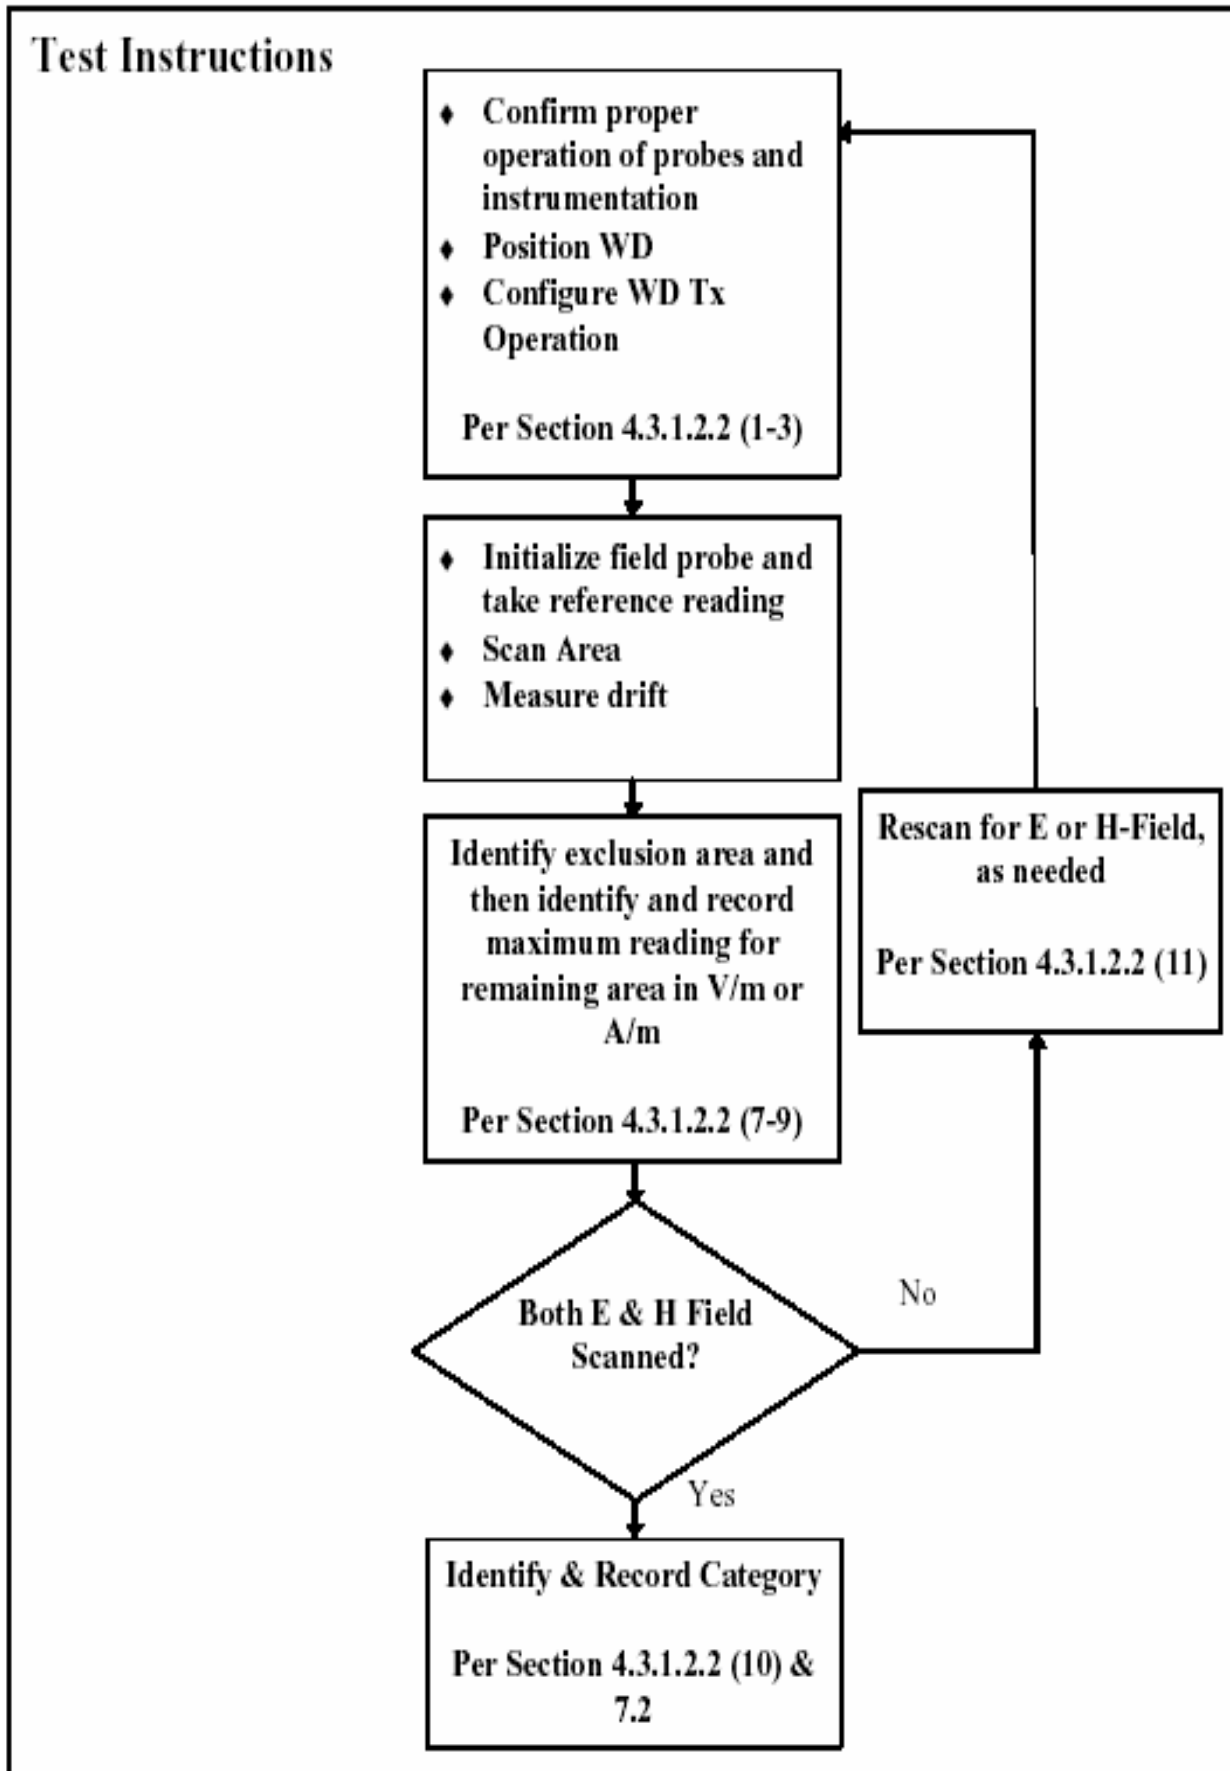 Test Instructions
♦ Confirm proper
operation of probes and
instrumentation
♦ Position WD
♦ Configure WD Tx
Operation
Per Section 4.3.1.2.2 (1-3)
♦ Initialize field probe and
take reference reading
♦ Scan Area
♦ Measure drift
Identify exclusion area and
then identify and record
maximum reading for
remaining area in V/m or
A/m
Per Section 4.3.1.2.2 (7-9)
Rescan for E or H-Field,
as needed
Per Section 4.3.1.2.2 (11)
Both E & H Field
Scanned?
No
Yes
Identify & Record Category
Per Section 4.3.1.2.2 (10) &
7.2